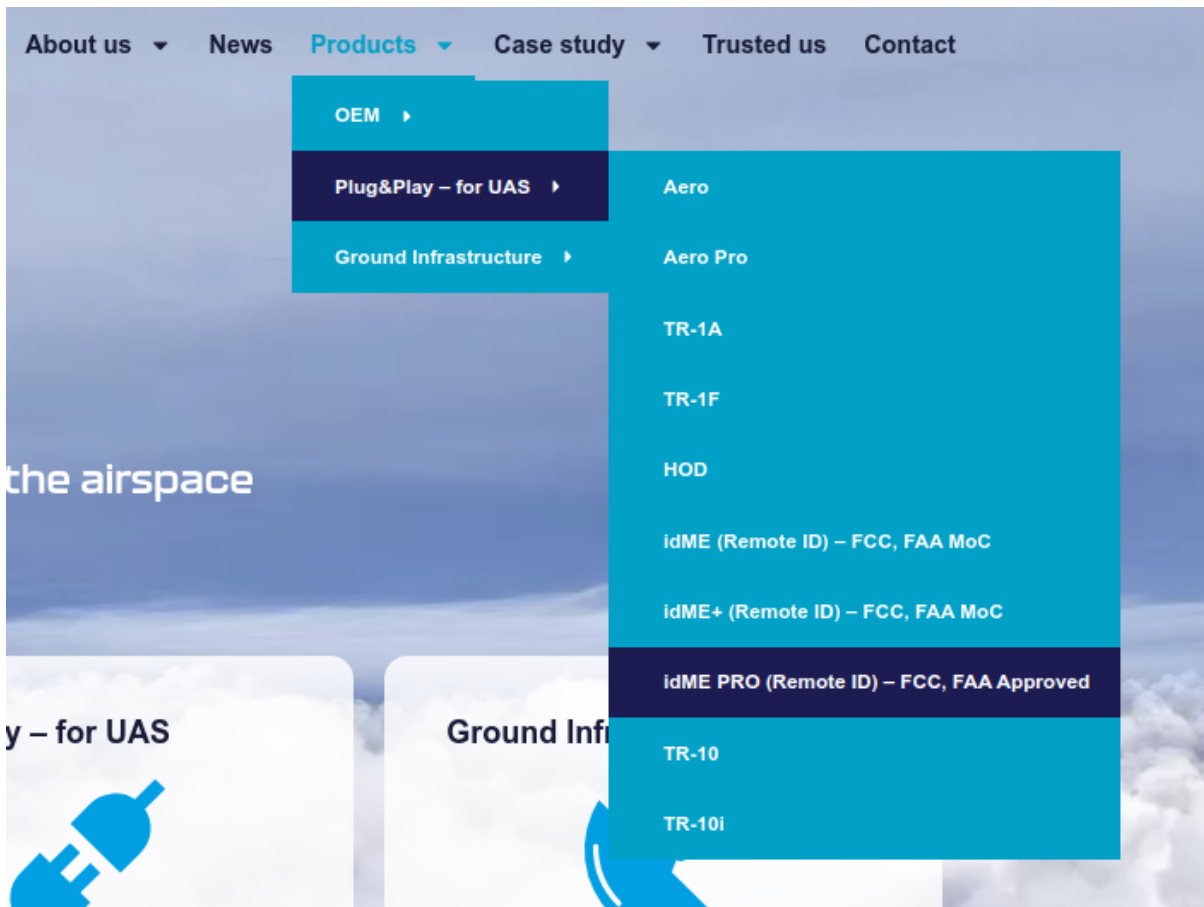 About us News Products Case study Trusted us Contact
OEM
Plug&Play – for UAS
Ground Infrastructure
Aero
Aero Pro
TR-1A
TR-1F
HOD
idME (Remote ID) – FCC, FAA MoC
idME+ (Remote ID) – FCC, FAA MoC
idME PRO (Remote ID) – FCC, FAA Approved
TR-10
TR-10i
the airspace
y – for UAS
Ground Inf